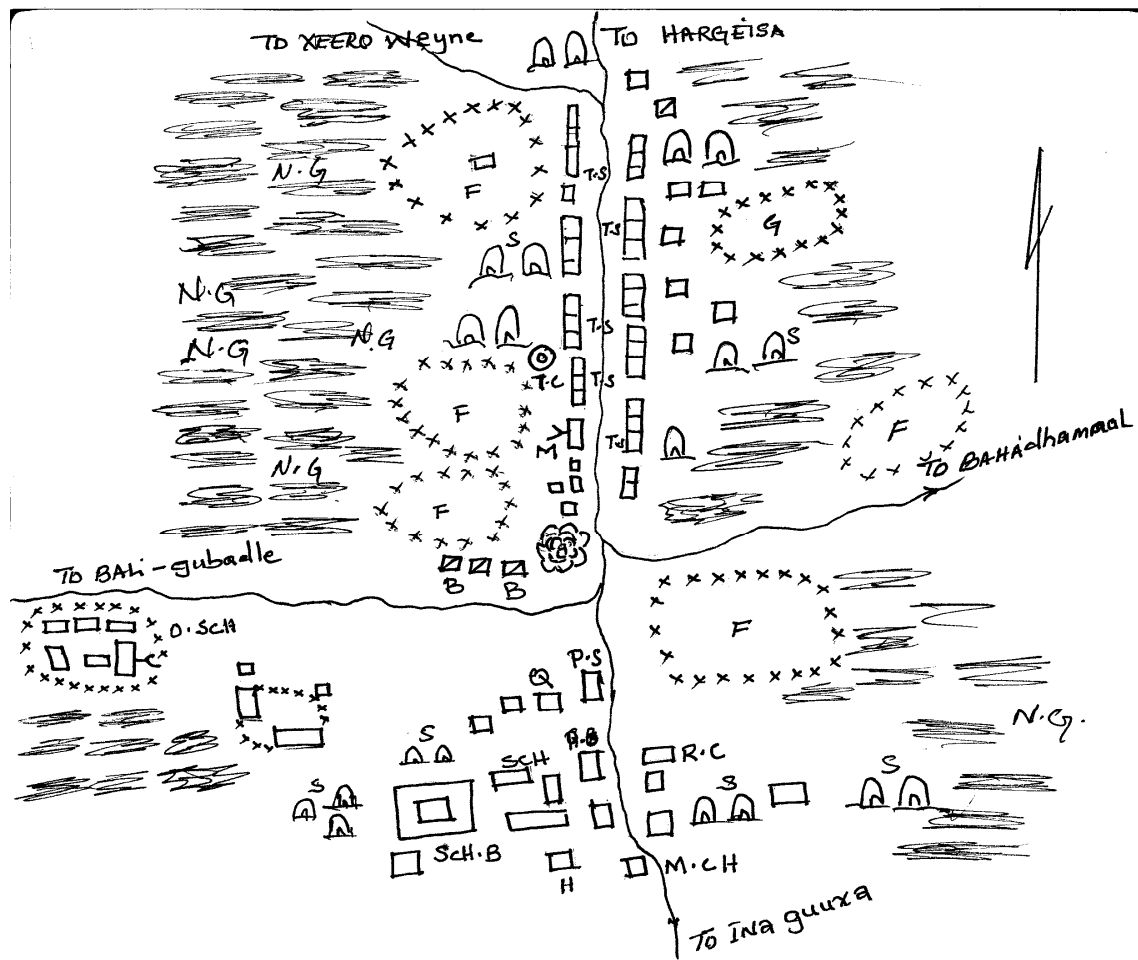 TO XEERO Weyne
TO HARGEISA
N.G
F
T.S
G
T.S
S
N.G
N.G
T.S
N.G
S
T.C
T.S
F
F
M
T.S
N.G
TO BAHAdhamaal
F
TO BALi-gubadle
B
B
O.SCH
F
P.S
Q
N.G.
S
SCH
R.C
S
S
S
SCH.B
H
M.CH
TO INa guuxa